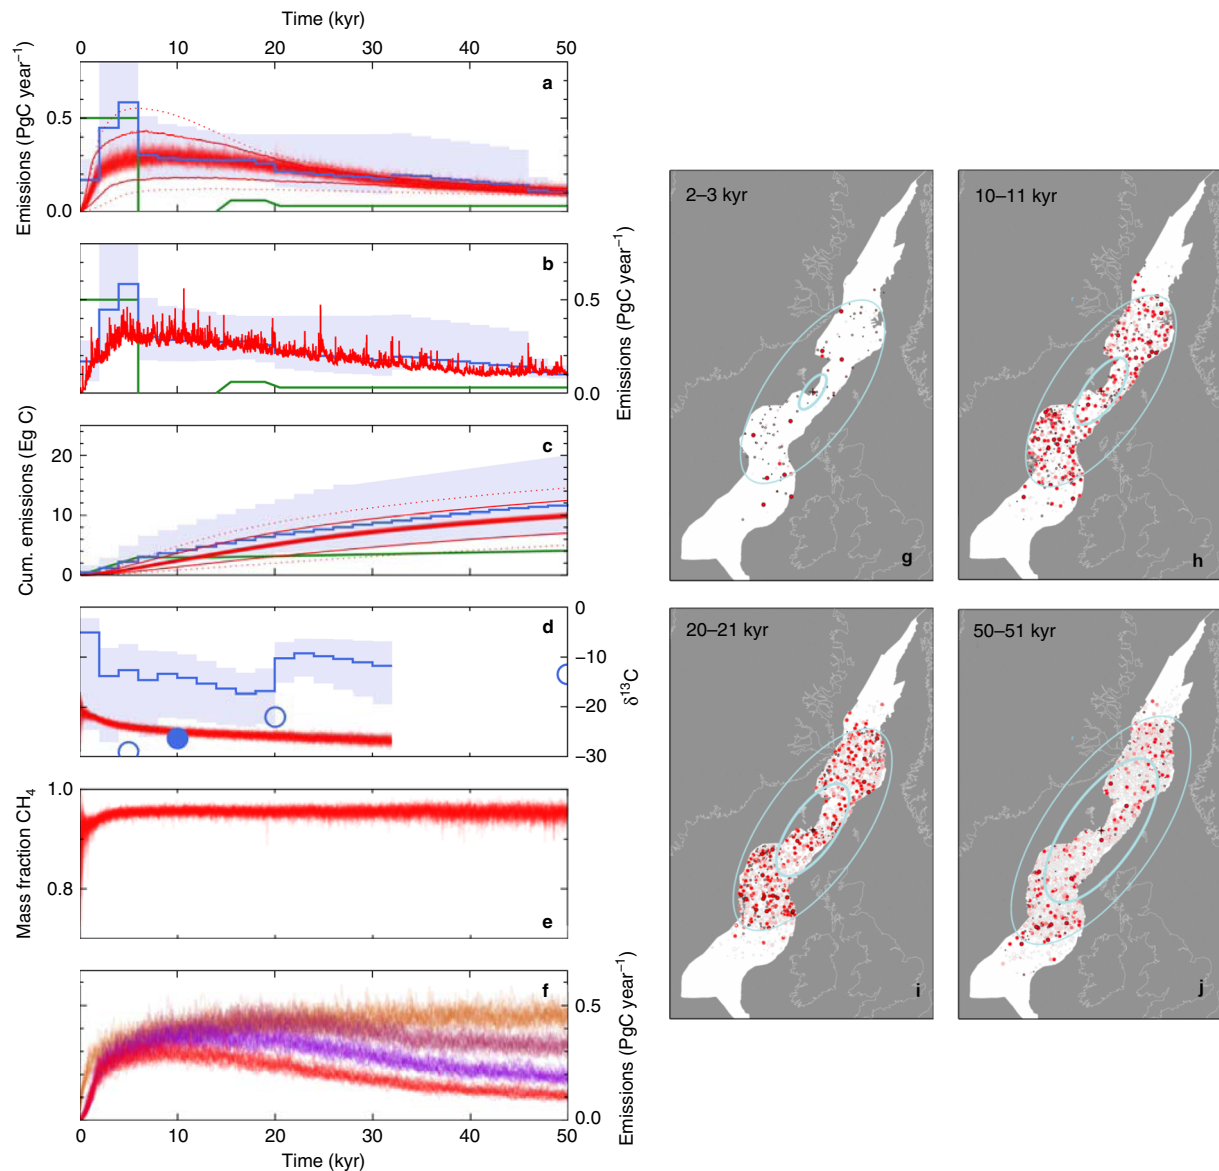 Time (kyr)
0 10 20 30 40 50
Emissions (PgC year⁻¹)
0.5
0.0
a
b
0.5
0.0
Emissions (PgC year⁻¹)
Cum. emissions (Eg C)
20
10
0
c
d
0
−10
−20
−30
δ¹³C
Mass fraction CH₄
1.0
0.8
e
f
0.5
0.0
Emissions (PgC year⁻¹)
0 10 20 30 40 50
Time (kyr)
2–3 kyr
g
10–11 kyr
h
20–21 kyr
i
50–51 kyr
j